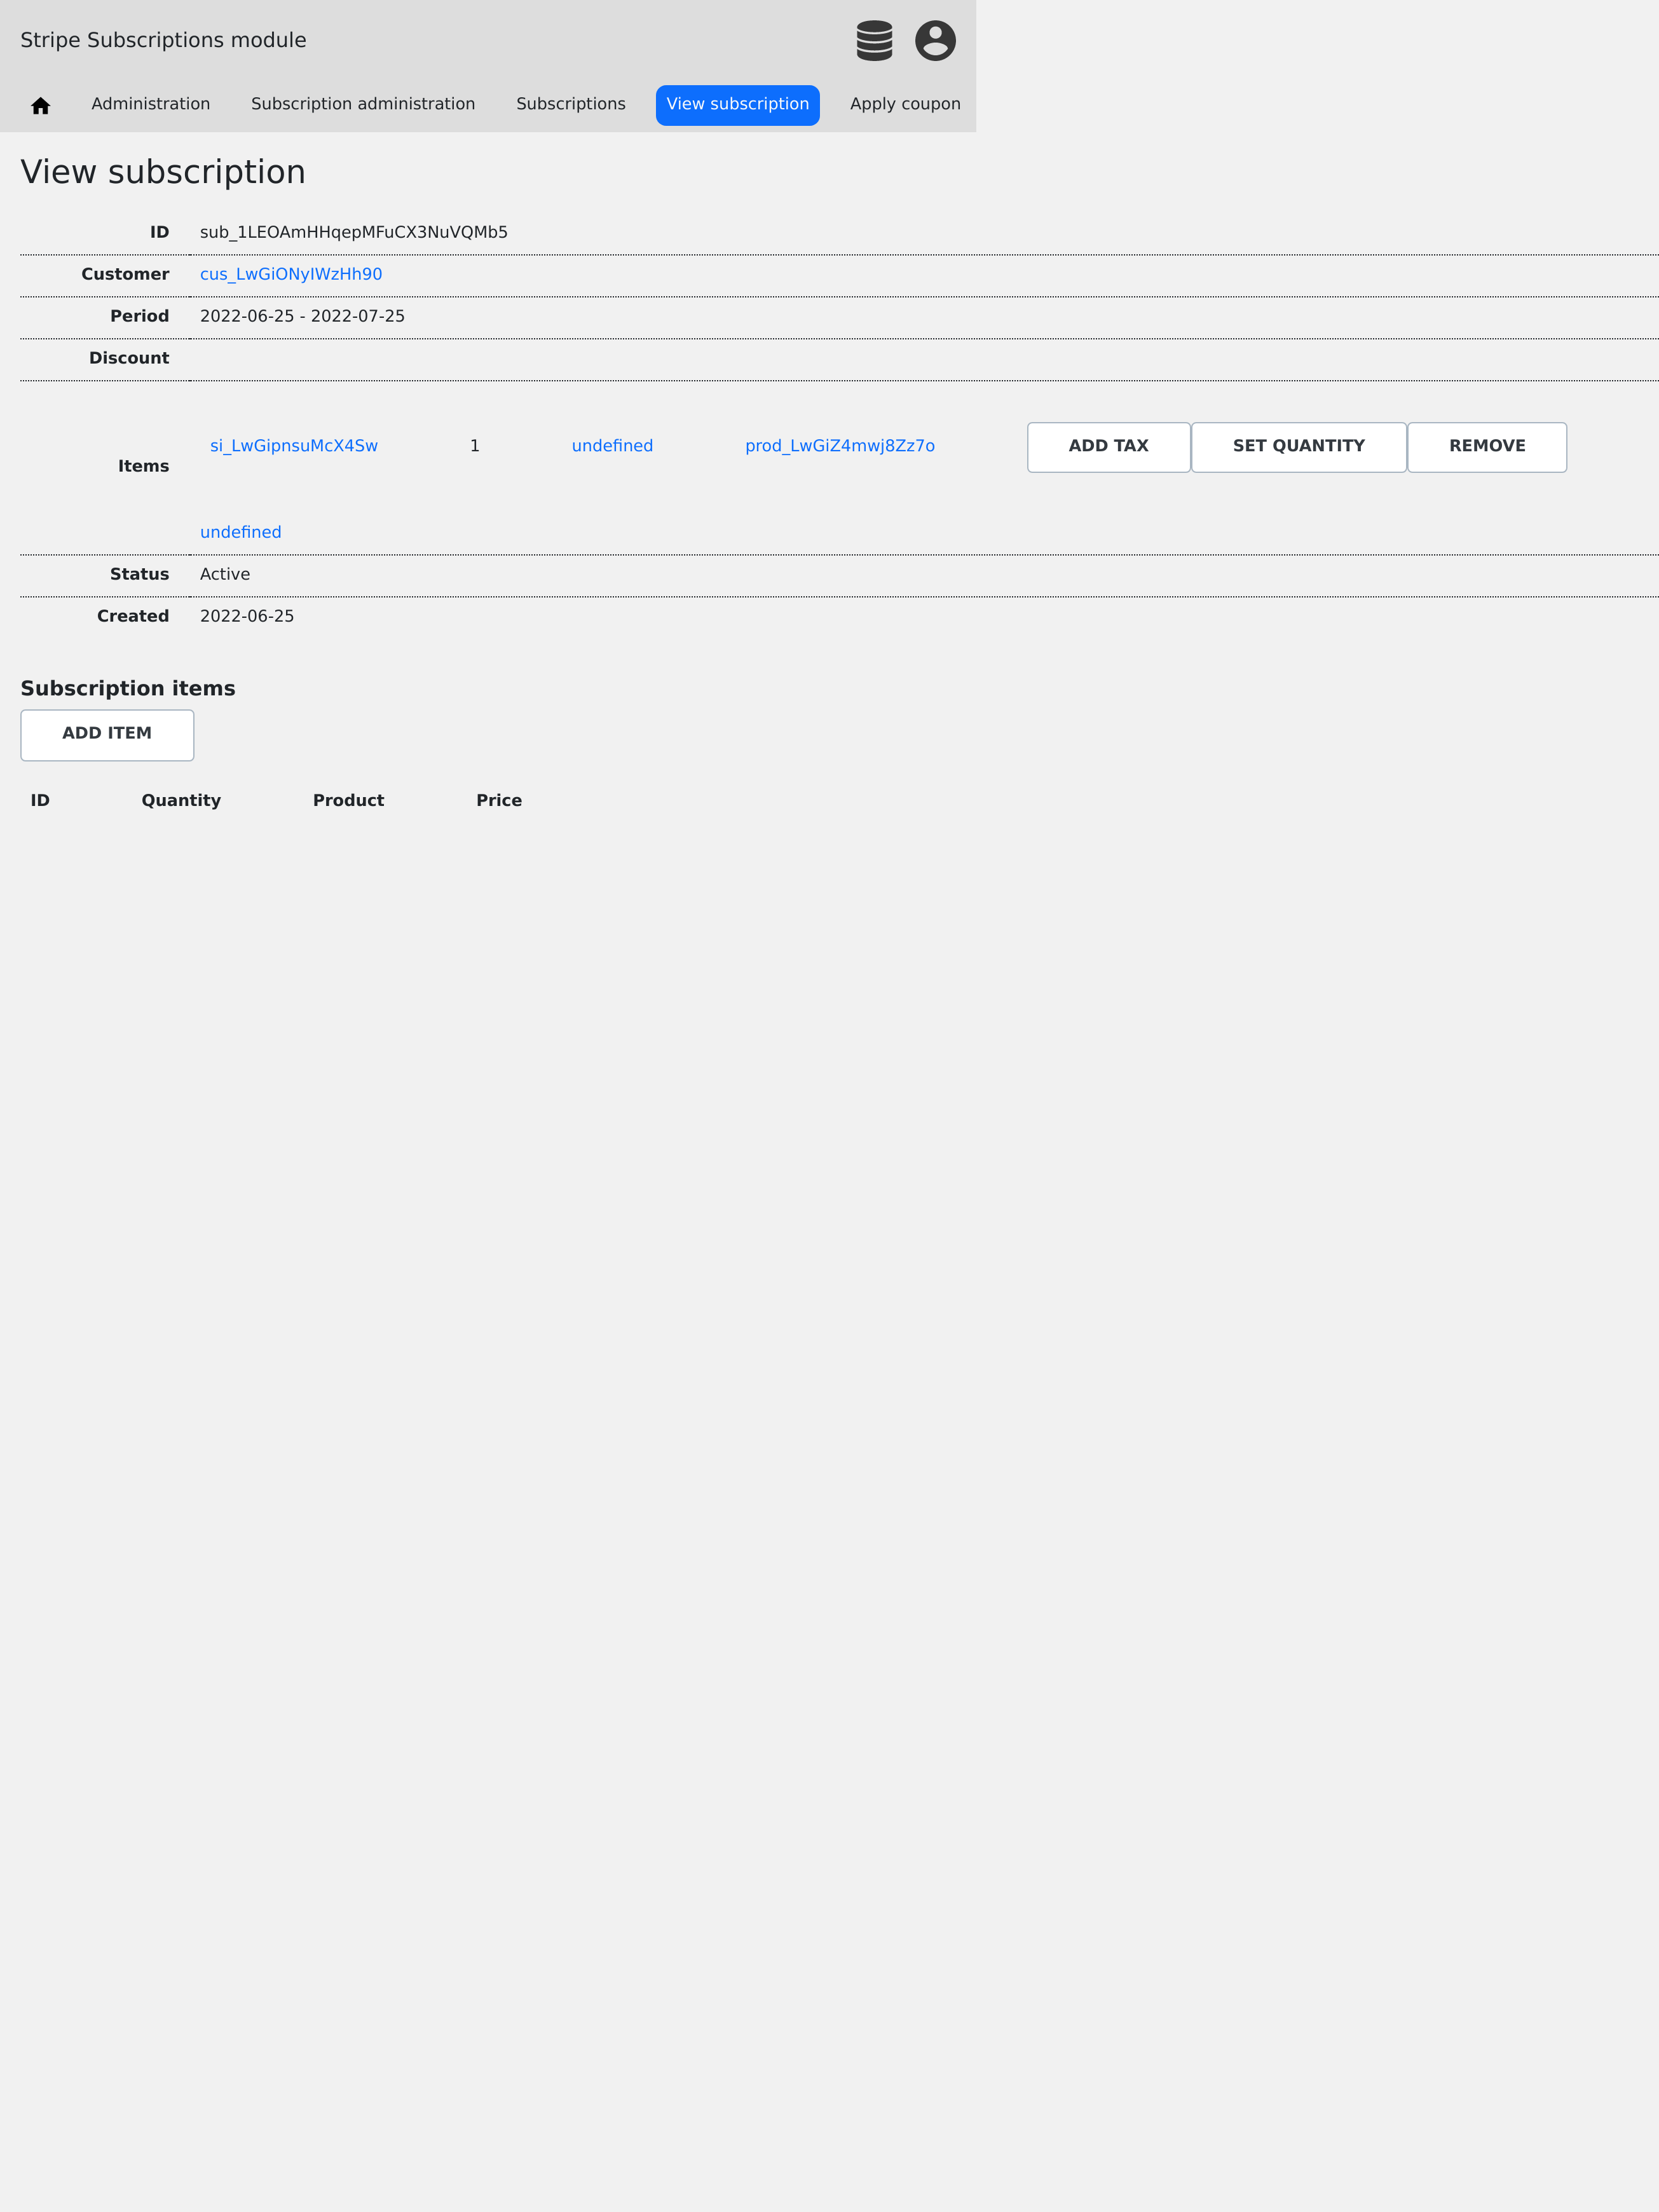 Stripe Subscriptions module
Administration Subscription administration Subscriptions View subscription Apply coupon
View subscription
ID sub_1LEOAmHHqepMFuCX3NuVQMb5
Customer cus_LwGiONyIWzHh90
Period 2022-06-25 - 2022-07-25
Discount
Items si_LwGipnsuMcX4Sw 1 undefined prod_LwGiZ4mwj8Zz7o ADD TAX SET QUANTITY REMOVE
undefined
Status Active
Created 2022-06-25
Subscription items
ADD ITEM
ID Quantity Product Price